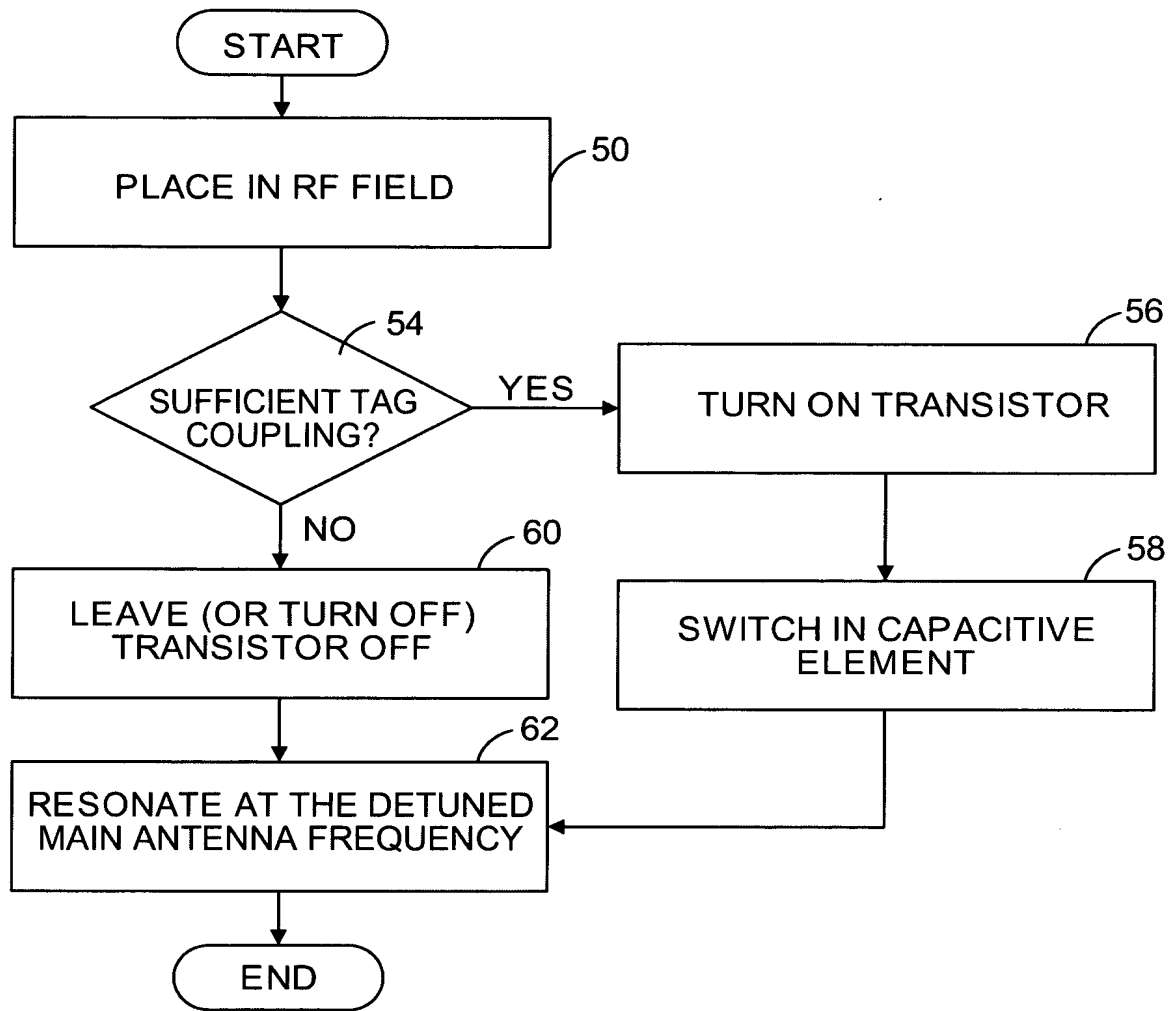 START
50
PLACE IN RF FIELD
54
SUFFICIENT TAG
COUPLING?
YES
56
TURN ON TRANSISTOR
NO
60
LEAVE (OR TURN OFF)
TRANSISTOR OFF
58
SWITCH IN CAPACITIVE
ELEMENT
62
RESONATE AT THE DETUNED
MAIN ANTENNA FREQUENCY
END